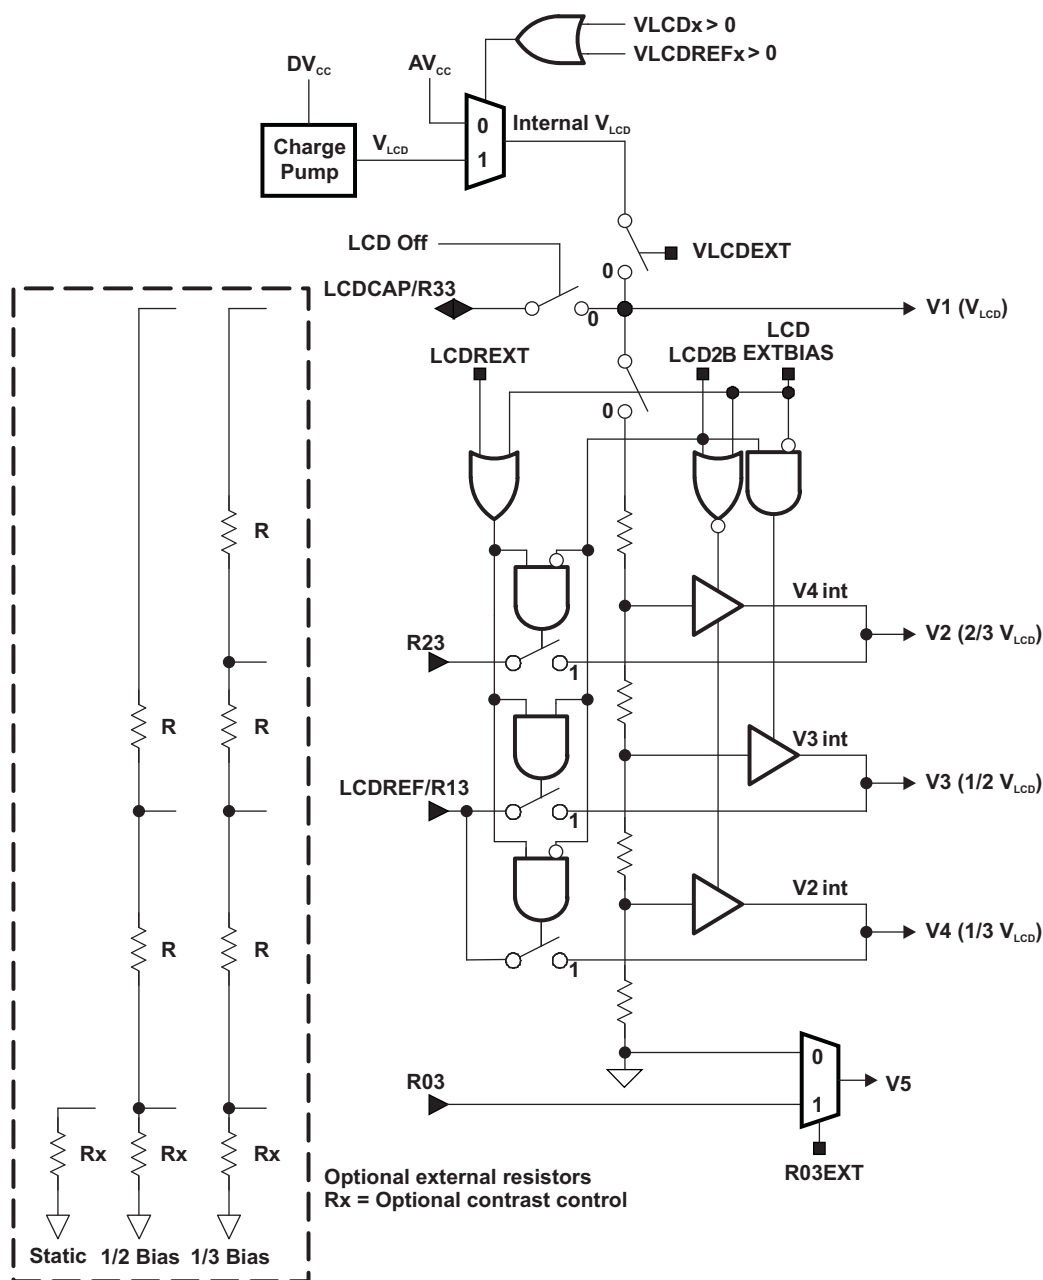 VLCDx > 0
VLCDREFx > 0
DVCC
AVCC
Charge
Pump
VLCD
0
1
Internal VLCD
LCD Off
VLCDEXT
0
LCDCAP/R33
0
V1 (VLCD)
LCDREXT
LCD2B
LCD
EXTBIAS
0
R
V4 int
R23
1
V2 (2/3 VLCD)
R
R
V3 int
LCDREF/R13
1
V3 (1/2 VLCD)
V2 int
R
R
1
V4 (1/3 VLCD)
0
R03
1
V5
Rx
Rx
Rx
R03EXT
Optional external resistors
Rx = Optional contrast control
Static
1/2 Bias
1/3 Bias